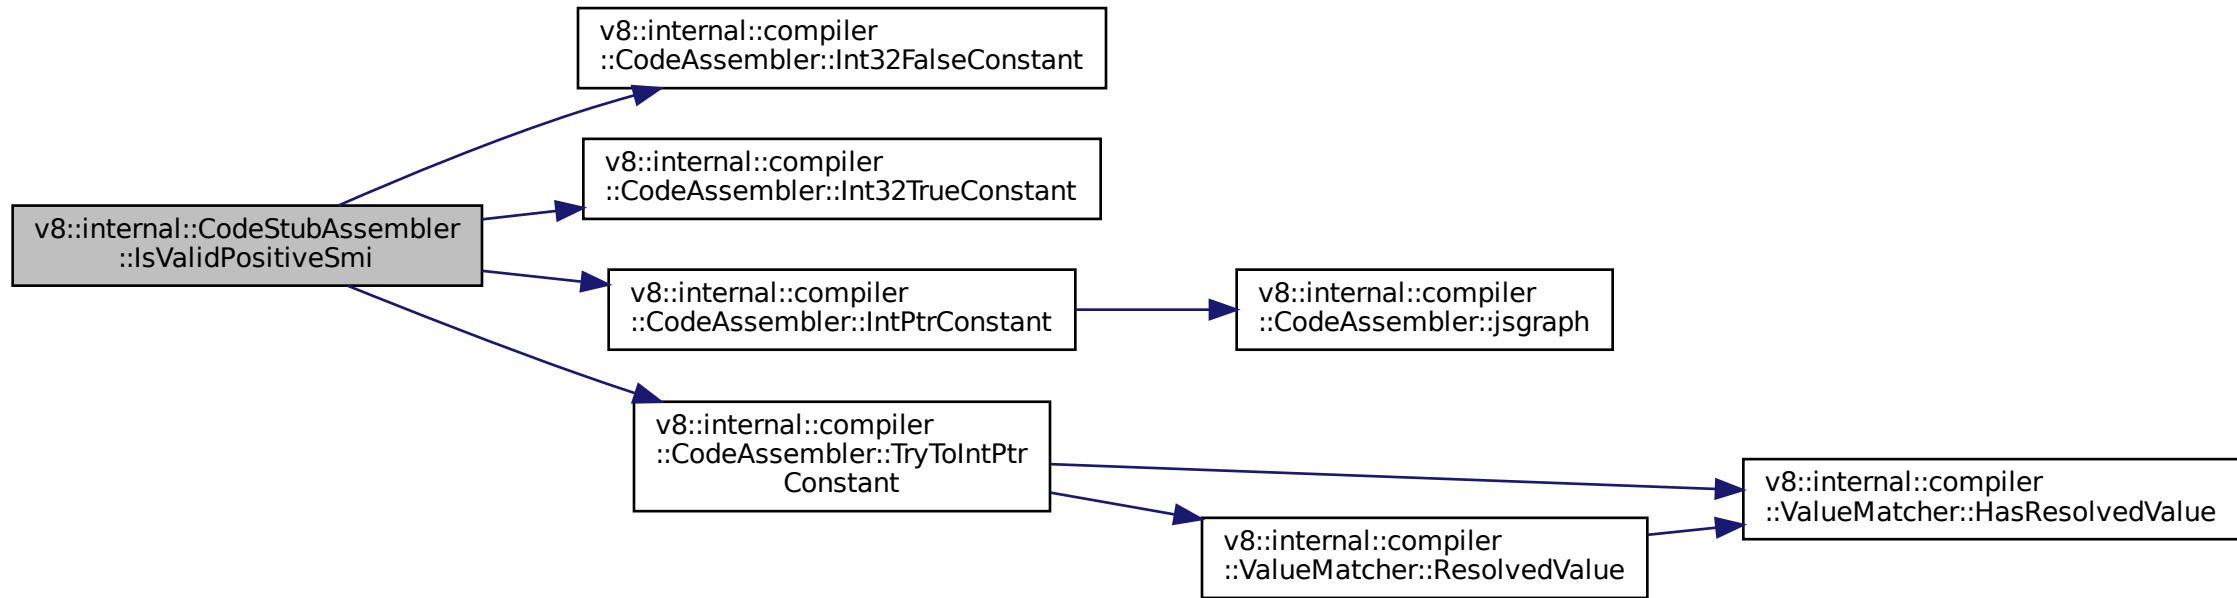 v8::internal::compiler
::CodeAssembler::Int32FalseConstant
v8::internal::compiler
::CodeAssembler::Int32TrueConstant
v8::internal::CodeStubAssembler
::IsValidPositiveSmi
v8::internal::compiler
::CodeAssembler::IntPtrConstant
v8::internal::compiler
::CodeAssembler::jsgraph
v8::internal::compiler
::CodeAssembler::TryToIntPtr
Constant
v8::internal::compiler
::ValueMatcher::HasResolvedValue
v8::internal::compiler
::ValueMatcher::ResolvedValue